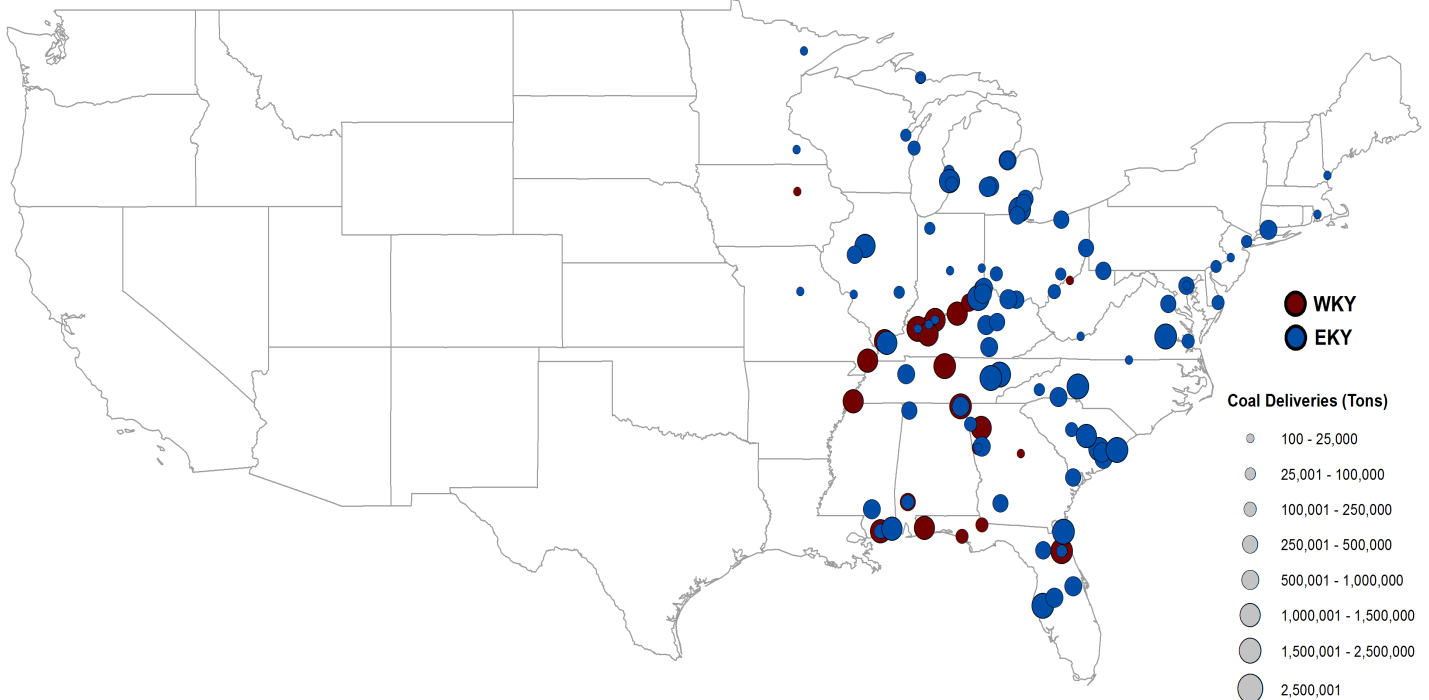 WKY
EKY
Coal Deliveries (Tons)
100 - 25,000
25,001 - 100,000
100,001 - 250,000
250,001 - 500,000
500,001 - 1,000,000
1,000,001 - 1,500,000
1,500,001 - 2,500,000
2,500,001